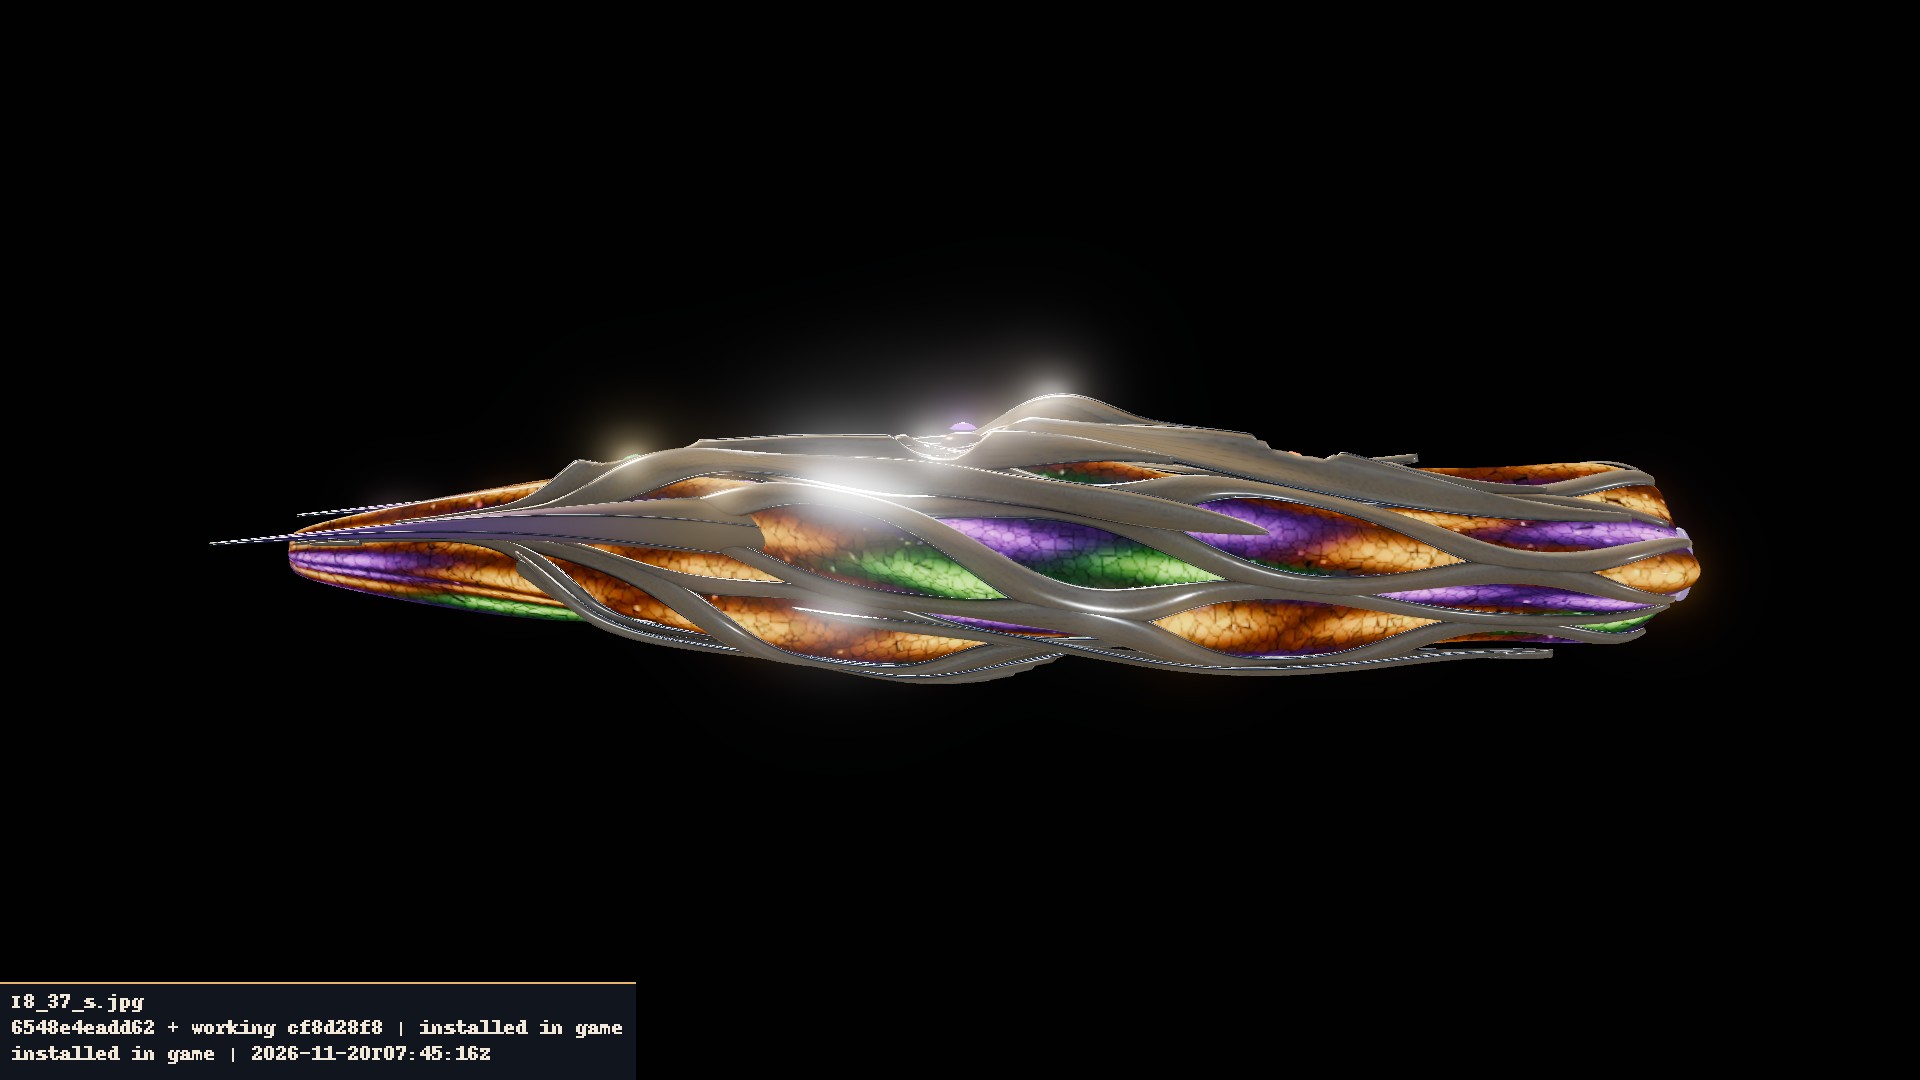 I8_37_s.jpg
6548e4eadd62 + working cf8d28f8 | installed in game
installed in game | 2026-11-20T07:45:16Z